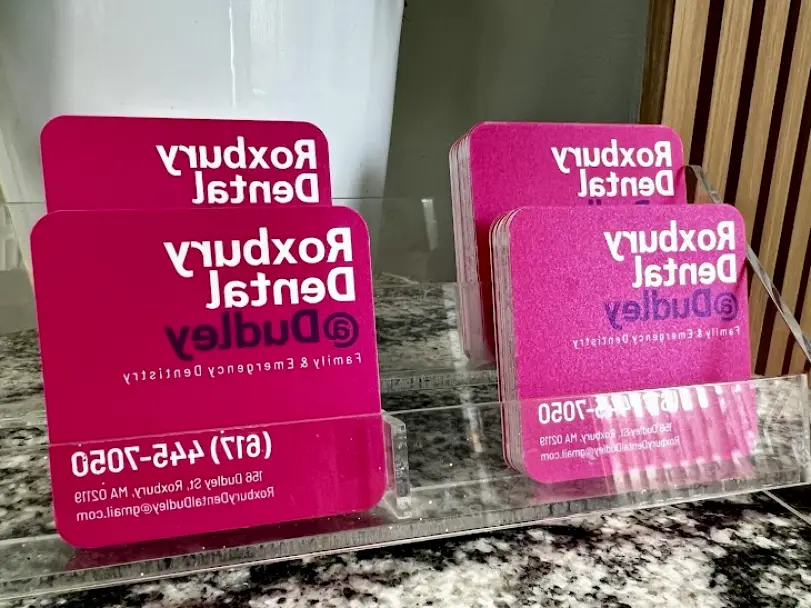 Roxbury
Dental
Roxbury
Dental
@Dudley
Family & Emergency Dentistry
(617) 445-7050
156 Dudley St, Roxbury, MA 02119
RoxburyDentalDudley@gmail.com
Roxbury
Dental
Roxbury
Dental
@Dudley
Family & Emergency Dentistry
(617) 445-7050
156 Dudley St, Roxbury, MA 02119
RoxburyDentalDudley@gmail.com